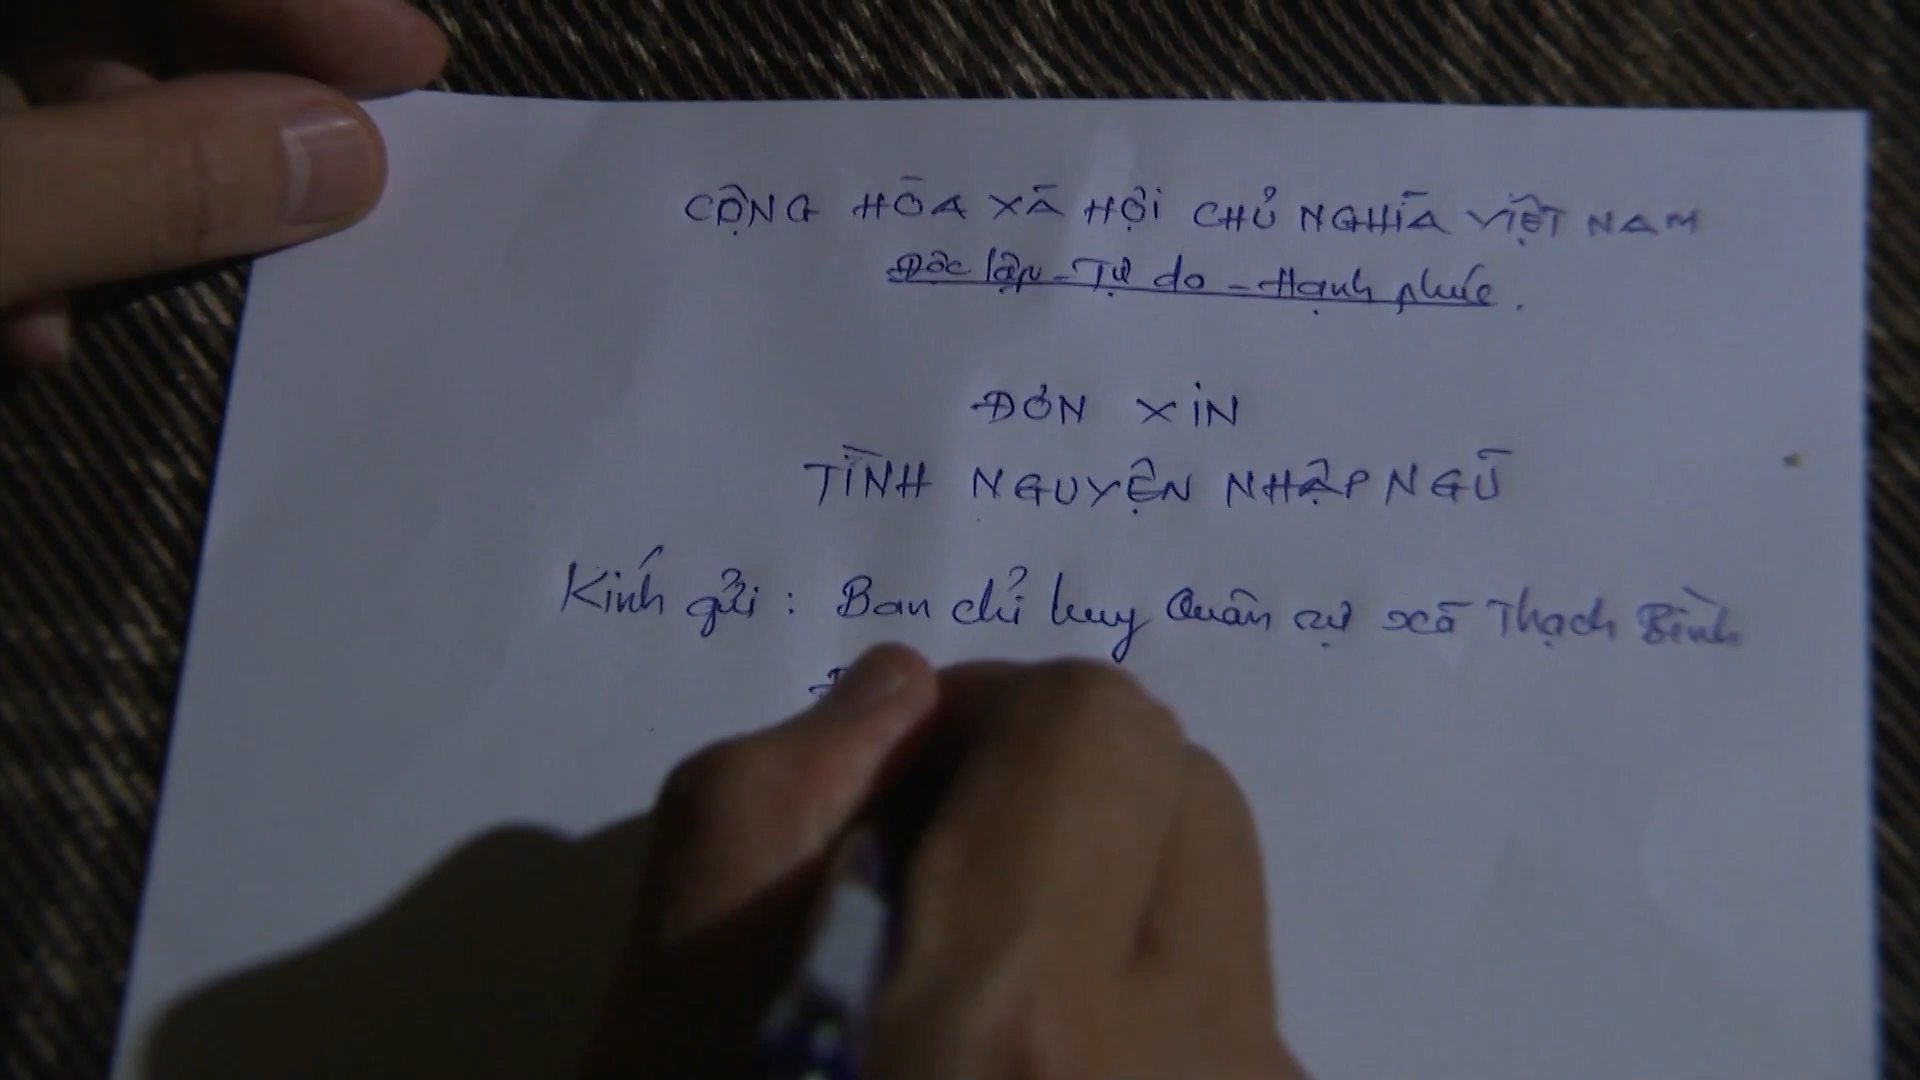 CỘNG HÒA XÃ HỘI CHỦ NGHĨA VIỆT NAM
Độc lập - Tự do - Hạnh phúc.
ĐƠN XIN
TÌNH NGUYỆN NHẬP NGŨ
Kính gửi : Ban chỉ huy Quân sự xã Thạch Bình